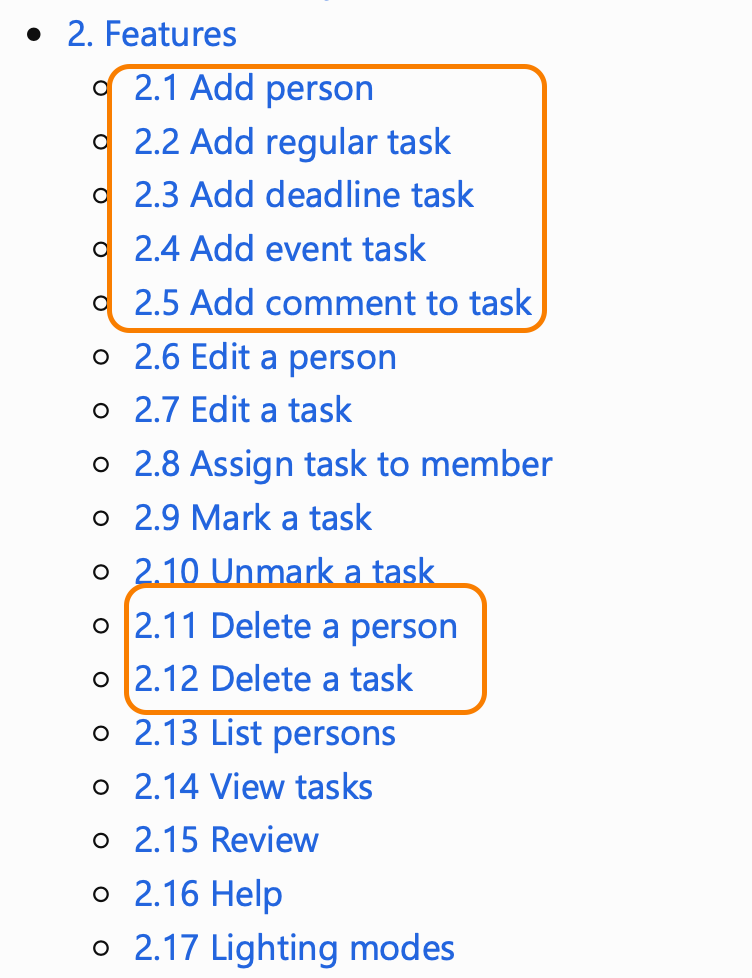 2. Features
2.1 Add person
2.2 Add regular task
2.3 Add deadline task
2.4 Add event task
2.5 Add comment to task
2.6 Edit a person
2.7 Edit a task
2.8 Assign task to member
2.9 Mark a task
2.10 Unmark a task
2.11 Delete a person
2.12 Delete a task
2.13 List persons
2.14 View tasks
2.15 Review
2.16 Help
2.17 Lighting modes